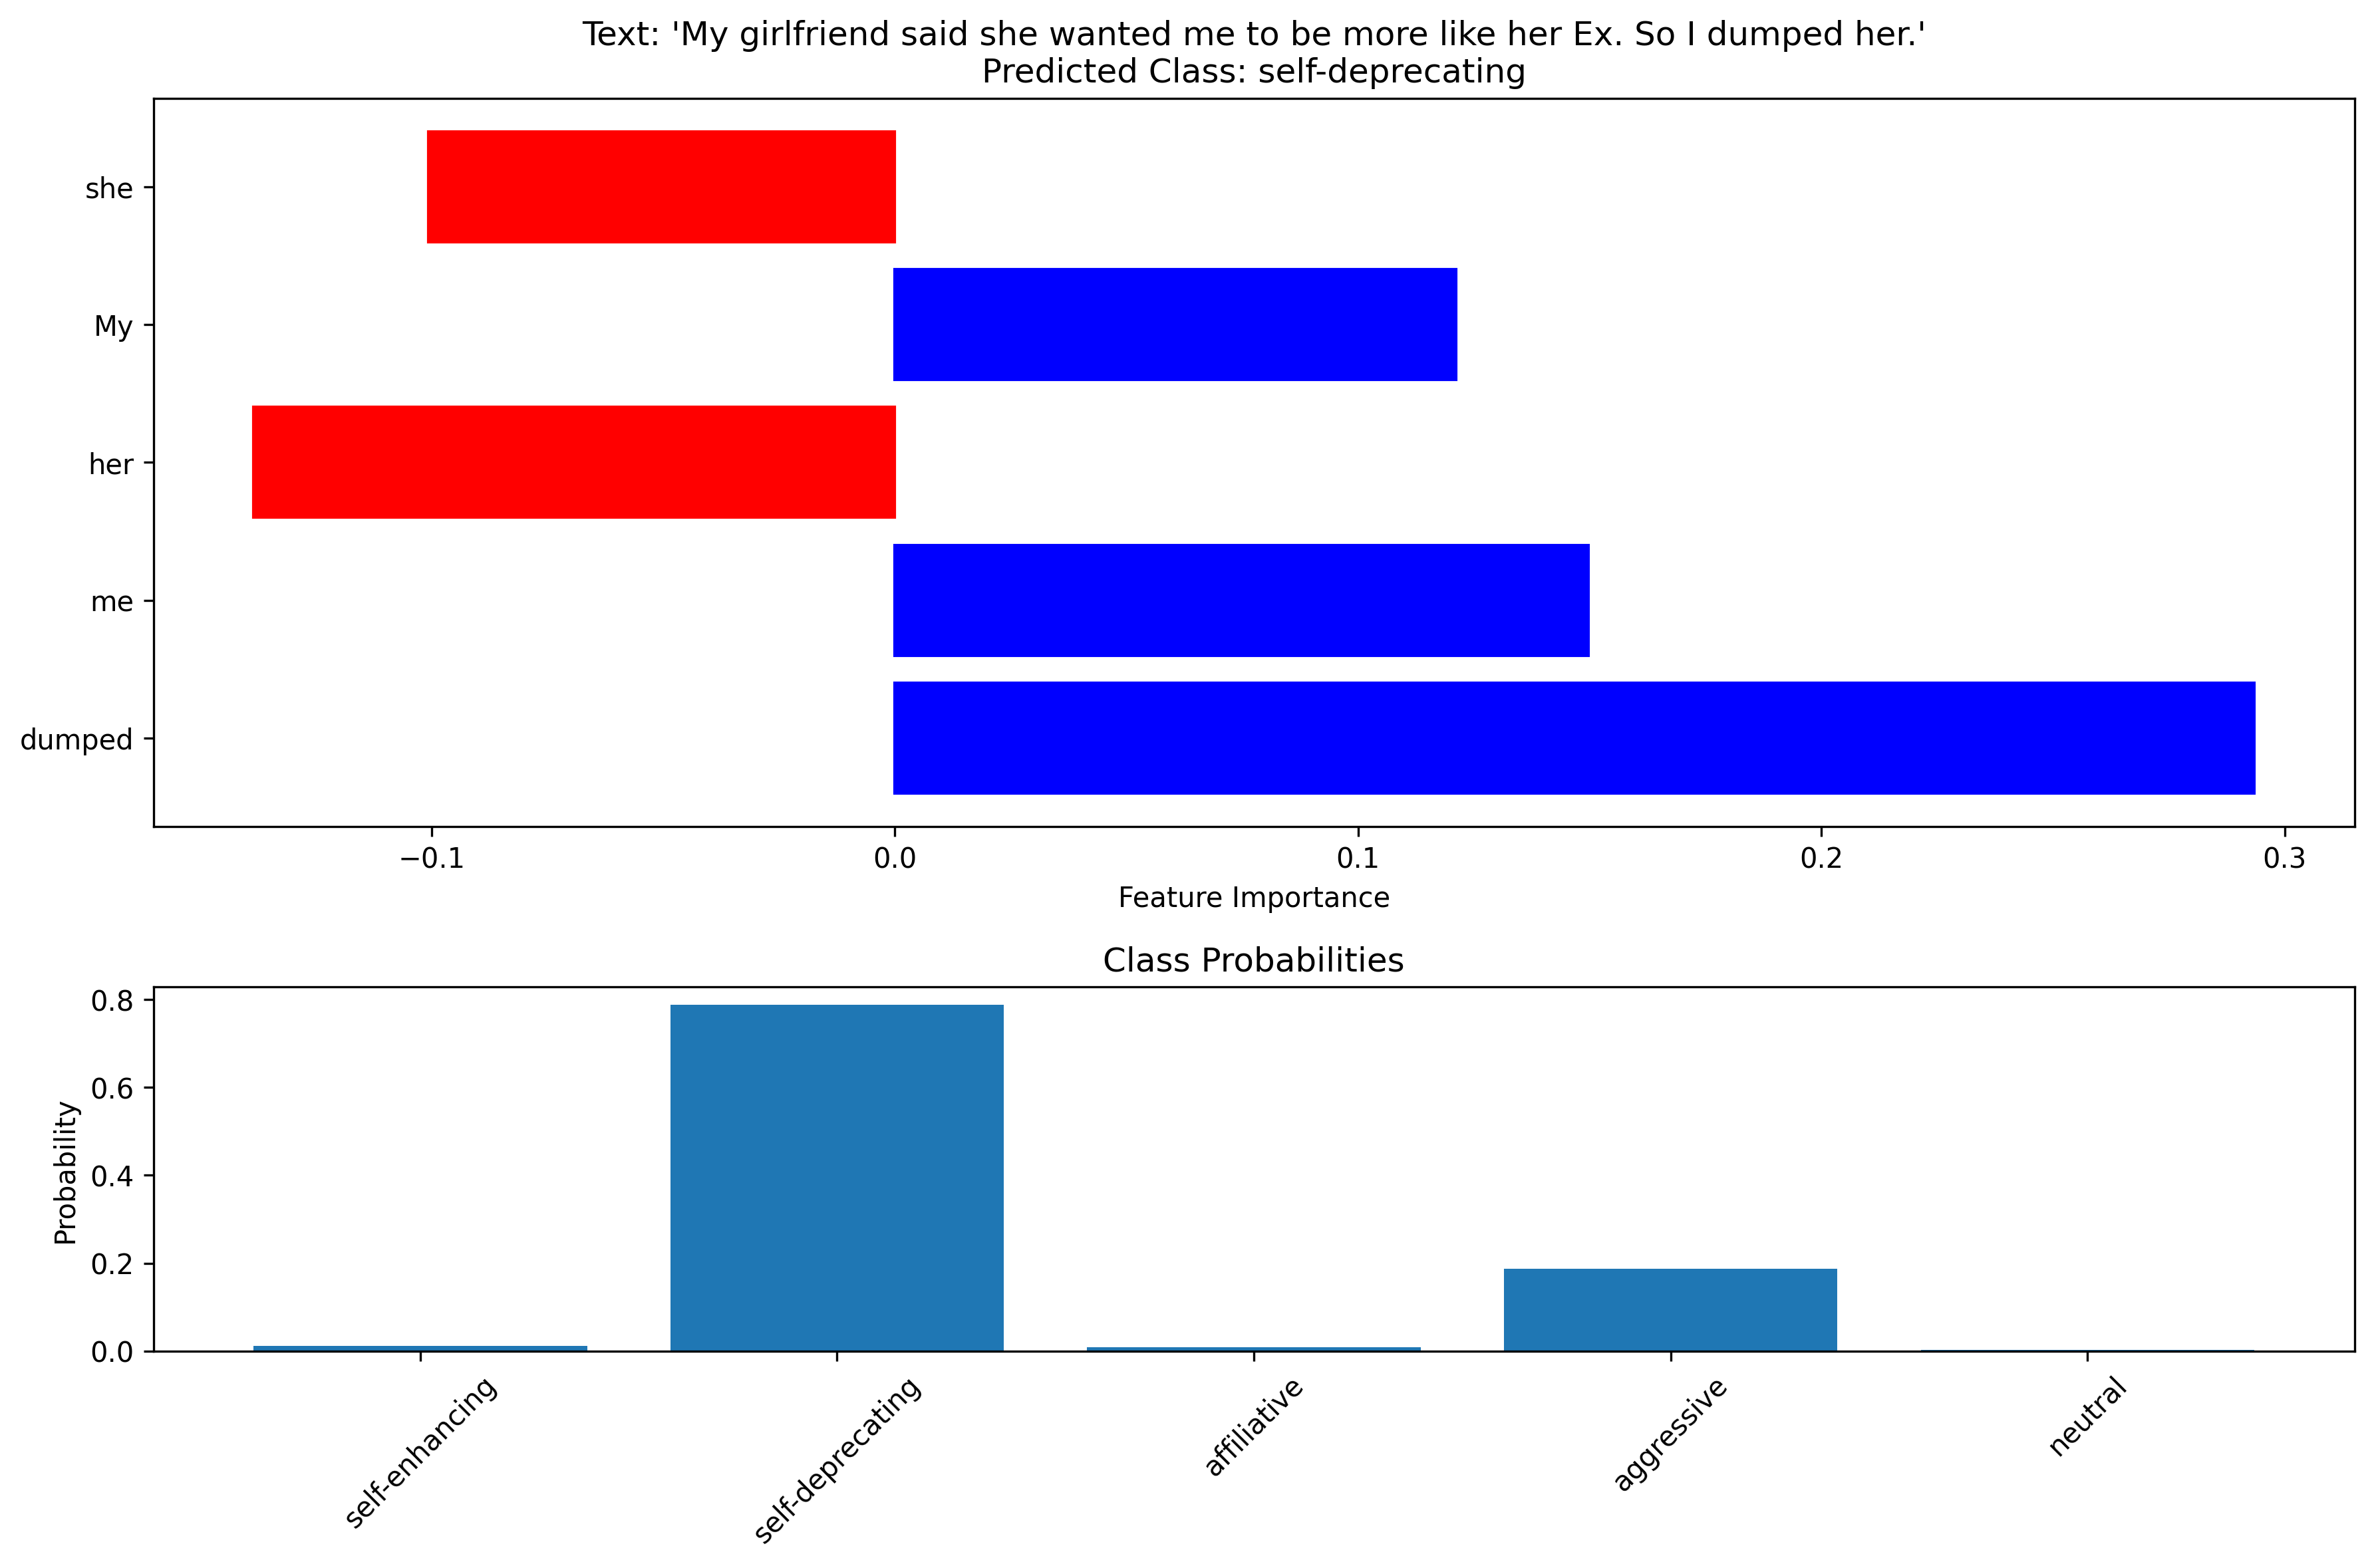 Text: 'My girlfriend said she wanted me to be more like her Ex. So I dumped her.'
Predicted Class: self-deprecating
she
My
her
me
dumped
−0.1
0.0
0.1
0.2
0.3
Feature Importance
Class Probabilities
0.8
0.6
0.4
0.2
0.0
Probability
self-enhancing
self-deprecating
affiliative
aggressive
neutral